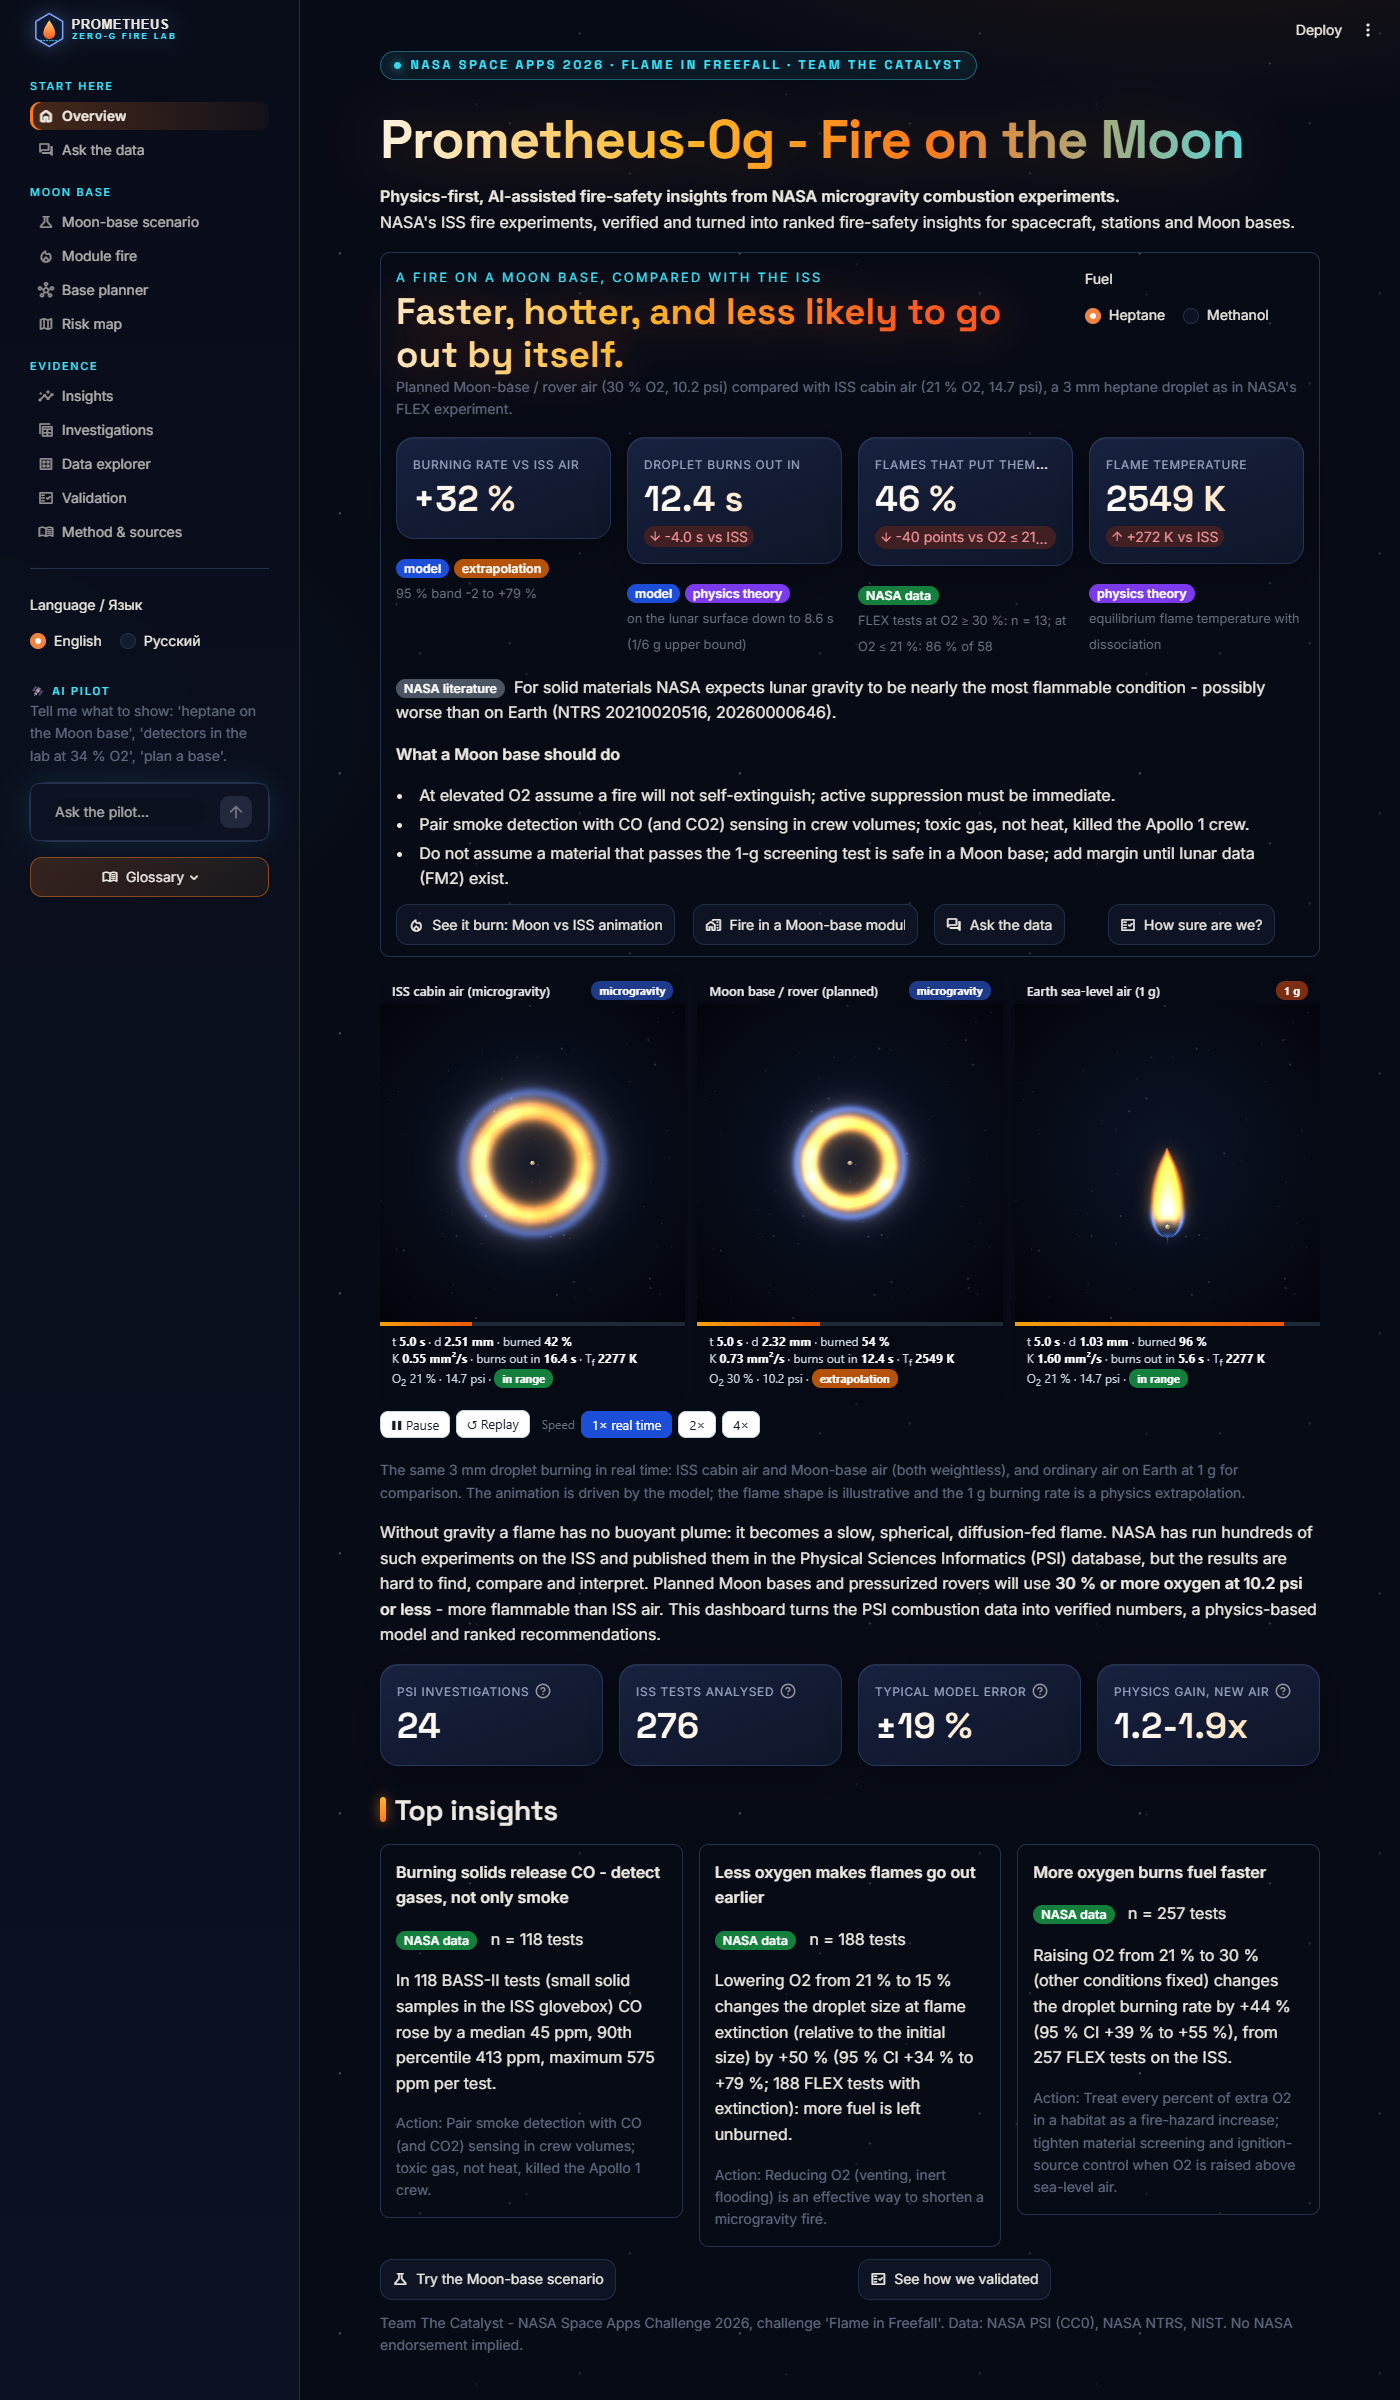 PROMETHEUS
ZERO-G FIRE LAB
START HERE
Overview
Ask the data
MOON BASE
Moon-base scenario
Module fire
Base planner
Risk map
EVIDENCE
Insights
Investigations
Data explorer
Validation
Method & sources
Language / Язык
English
Русский
AI PILOT
Tell me what to show: 'heptane on
the Moon base', 'detectors in the
lab at 34 % O2', 'plan a base'.
Ask the pilot...
Glossary
Deploy
NASA SPACE APPS 2026 · FLAME IN FREEFALL · TEAM THE CATALYST
Prometheus-0g - Fire on the Moon
Physics-first, AI-assisted fire-safety insights from NASA microgravity combustion experiments.
NASA's ISS fire experiments, verified and turned into ranked fire-safety insights for spacecraft, stations and Moon bases.
A FIRE ON A MOON BASE, COMPARED WITH THE ISS
Faster, hotter, and less likely to go
out by itself.
Fuel
Heptane
Methanol
Planned Moon-base / rover air (30 % O2, 10.2 psi) compared with ISS cabin air (21 % O2, 14.7 psi), a 3 mm heptane droplet as in NASA's
FLEX experiment.
BURNING RATE VS ISS AIR
+32 %
model
extrapolation
95 % band -2 to +79 %
DROPLET BURNS OUT IN
12.4 s
↓ -4.0 s vs ISS
model
physics theory
on the lunar surface down to 8.6 s
(1/6 g upper bound)
FLAMES THAT PUT THEM...
46 %
↓ -40 points vs O2 ≤ 21...
NASA data
FLEX tests at O2 ≥ 30 %: n = 13; at
O2 ≤ 21 %: 86 % of 58
FLAME TEMPERATURE
2549 K
↑ +272 K vs ISS
physics theory
equilibrium flame temperature with
dissociation
NASA literature For solid materials NASA expects lunar gravity to be nearly the most flammable condition - possibly
worse than on Earth (NTRS 20210020516, 20260000646).
What a Moon base should do
• At elevated O2 assume a fire will not self-extinguish; active suppression must be immediate.
• Pair smoke detection with CO (and CO2) sensing in crew volumes; toxic gas, not heat, killed the Apollo 1 crew.
• Do not assume a material that passes the 1-g screening test is safe in a Moon base; add margin until lunar data
(FM2) exist.
See it burn: Moon vs ISS animation
Fire in a Moon-base modul
Ask the data
How sure are we?
ISS cabin air (microgravity)
microgravity
Moon base / rover (planned)
microgravity
Earth sea-level air (1 g)
1 g
t 5.0 s · d 2.51 mm · burned 42 %
K 0.55 mm²/s · burns out in 16.4 s · Tf 2277 K
O₂ 21 % · 14.7 psi · in range
t 5.0 s · d 2.32 mm · burned 54 %
K 0.73 mm²/s · burns out in 12.4 s · Tf 2549 K
O₂ 30 % · 10.2 psi · extrapolation
t 5.0 s · d 1.03 mm · burned 96 %
K 1.60 mm²/s · burns out in 5.6 s · Tf 2277 K
O₂ 21 % · 14.7 psi · in range
Pause
↺ Replay
Speed
1× real time
2×
4×
The same 3 mm droplet burning in real time: ISS cabin air and Moon-base air (both weightless), and ordinary air on Earth at 1 g for
comparison. The animation is driven by the model; the flame shape is illustrative and the 1 g burning rate is a physics extrapolation.
Without gravity a flame has no buoyant plume: it becomes a slow, spherical, diffusion-fed flame. NASA has run hundreds of
such experiments on the ISS and published them in the Physical Sciences Informatics (PSI) database, but the results are
hard to find, compare and interpret. Planned Moon bases and pressurized rovers will use 30 % or more oxygen at 10.2 psi
or less - more flammable than ISS air. This dashboard turns the PSI combustion data into verified numbers, a physics-based
model and ranked recommendations.
PSI INVESTIGATIONS
24
ISS TESTS ANALYSED
276
TYPICAL MODEL ERROR
±19 %
PHYSICS GAIN, NEW AIR
1.2-1.9x
Top insights
Burning solids release CO - detect
gases, not only smoke
NASA data n = 118 tests
In 118 BASS-II tests (small solid
samples in the ISS glovebox) CO
rose by a median 45 ppm, 90th
percentile 413 ppm, maximum 575
ppm per test.
Action: Pair smoke detection with CO
(and CO2) sensing in crew volumes;
toxic gas, not heat, killed the Apollo 1
crew.
Less oxygen makes flames go out
earlier
NASA data n = 188 tests
Lowering O2 from 21 % to 15 %
changes the droplet size at flame
extinction (relative to the initial
size) by +50 % (95 % CI +34 % to
+79 %; 188 FLEX tests with
extinction): more fuel is left
unburned.
Action: Reducing O2 (venting, inert
flooding) is an effective way to shorten a
microgravity fire.
More oxygen burns fuel faster
NASA data n = 257 tests
Raising O2 from 21 % to 30 %
(other conditions fixed) changes
the droplet burning rate by +44 %
(95 % CI +39 % to +55 %), from
257 FLEX tests on the ISS.
Action: Treat every percent of extra O2
in a habitat as a fire-hazard increase;
tighten material screening and ignition-
source control when O2 is raised above
sea-level air.
Try the Moon-base scenario
See how we validated
Team The Catalyst - NASA Space Apps Challenge 2026, challenge 'Flame in Freefall'. Data: NASA PSI (CC0), NASA NTRS, NIST. No NASA
endorsement implied.